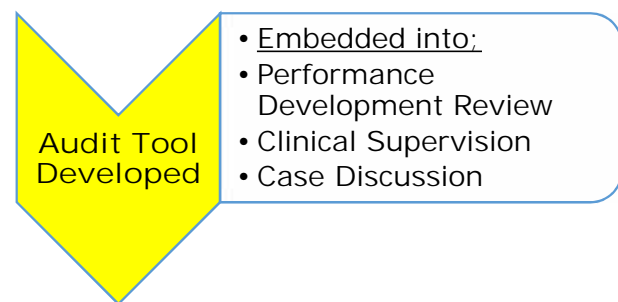 Audit Tool
Developed
• Embedded into;
• Performance
Development Review
• Clinical Supervision
• Case Discussion